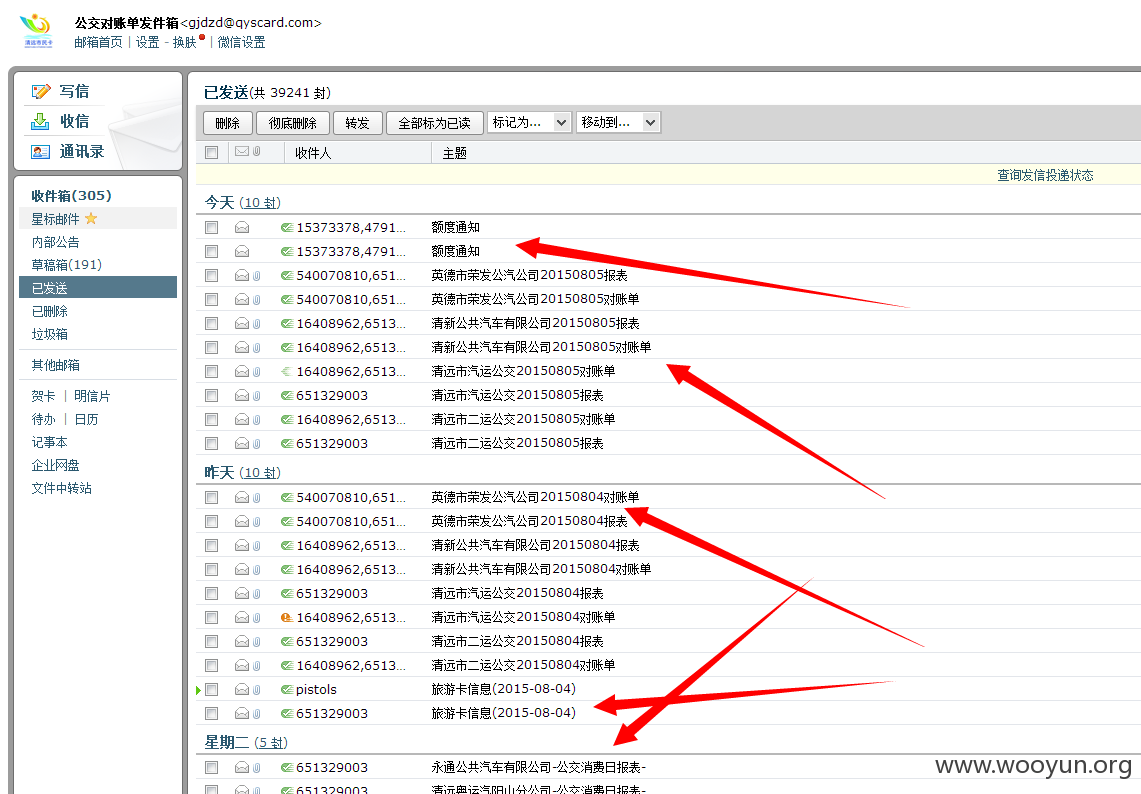 公交对账单发件箱<gjdzd@qyscard.com>
邮箱首页 | 设置 - 换肤 | 微信设置
清远市民卡
写信
收信
通讯录
收件箱(305)
星标邮件
内部公告
草稿箱(191)
已发送
已删除
垃圾箱
其他邮箱
贺卡 | 明信片
待办 | 日历
记事本
企业网盘
文件中转站
已发送(共 39241 封)
删除 彻底删除 转发 全部标为已读 标记为... 移动到...
收件人 主题
查询发信投递状态
今天 (10 封)
15373378,4791... 额度通知
15373378,4791... 额度通知
540070810,651... 英德市荣发公汽公司20150805报表
540070810,651... 英德市荣发公汽公司20150805对账单
16408962,6513... 清新公共汽车有限公司20150805报表
16408962,6513... 清新公共汽车有限公司20150805对账单
16408962,6513... 清远市汽运公交20150805对账单
651329003 清远市汽运公交20150805报表
16408962,6513... 清远市二运公交20150805对账单
651329003 清远市二运公交20150805报表
昨天 (10 封)
540070810,651... 英德市荣发公汽公司20150804对账单
540070810,651... 英德市荣发公汽公司20150804报表
16408962,6513... 清新公共汽车有限公司20150804报表
16408962,6513... 清新公共汽车有限公司20150804对账单
651329003 清远市汽运公交20150804报表
16408962,6513... 清远市汽运公交20150804对账单
651329003 清远市二运公交20150804报表
16408962,6513... 清远市二运公交20150804对账单
pistols 旅游卡信息(2015-08-04)
651329003 旅游卡信息(2015-08-04)
星期二 (5 封)
651329003 永通公共汽车有限公司-公交消费日报表-
651329003 清远粤运汽阳山分公司-公交消费日报表-
www.wooyun.org